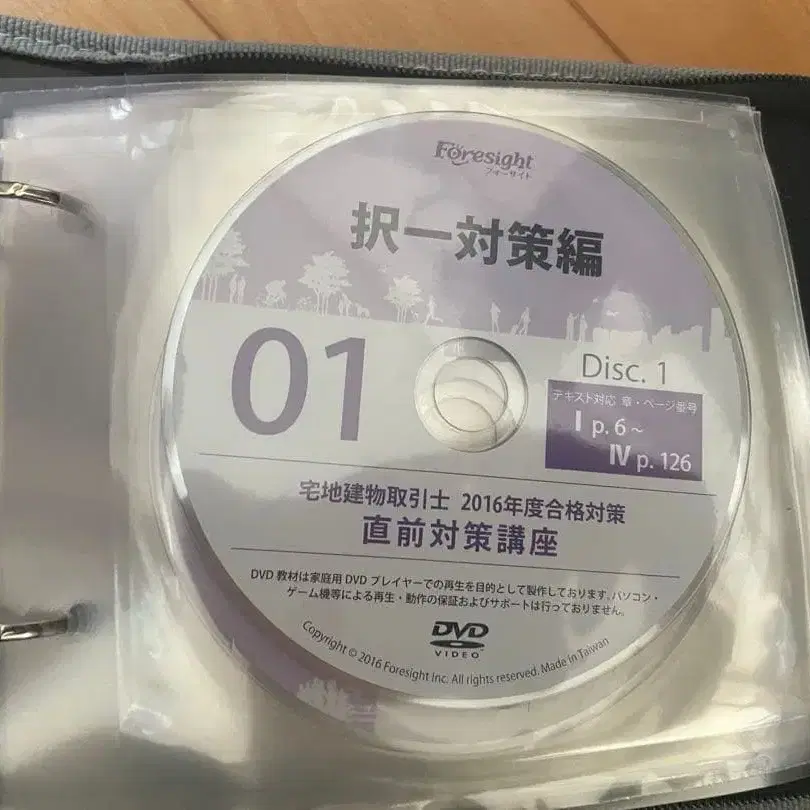 Foresight
フォーサイト
択一対策編
01
Disc. 1
テキスト対応 章・ページ番号
Ⅰ p. 6～
Ⅳ p. 126
宅地建物取引士 2016年度合格対策
直前対策講座
DVD 教材は家庭用 DVD プレイヤーでの再生を目的として製作しております。パソコン・
ゲーム機等による再生・動作の保証およびサポートは行っておりません。
DVD
VIDEO
Copyright © 2016 Foresight Inc. All rights reserved. Made in Taiwan